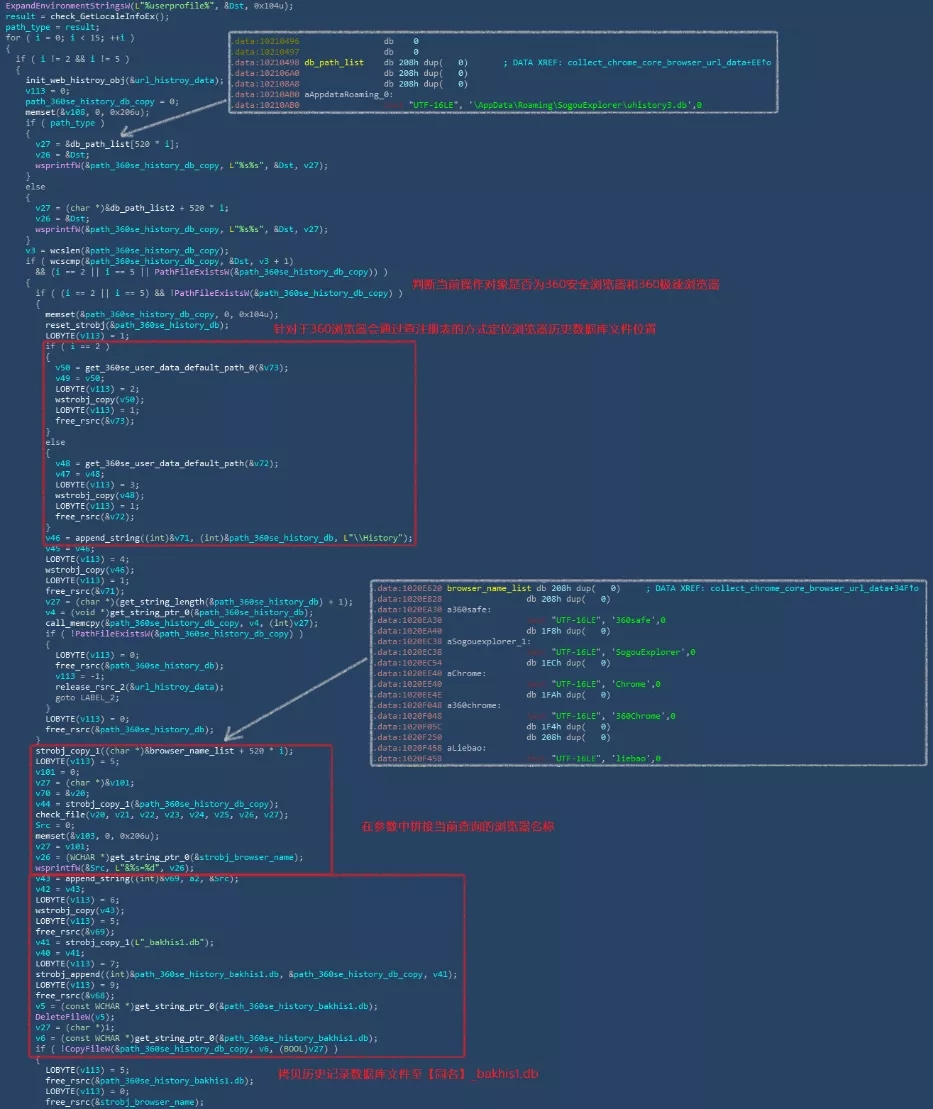 ExpandEnvironmentStringsW(L"%userprofile%", &Dst, 0x104u);
result = check_GetLocaleInfoEx();
path_type = result;
for ( i = 0; i < 15; ++i )
{
if ( i != 2 && i != 5 )
{
init_web_histroy_obj(&url_histroy_data);
v113 = 0;
path_360se_history_db_copy = 0;
memset(&v108, 0, 0x206u);
if ( path_type )
{
v27 = &db_path_list[520 * i];
v26 = &Dst;
wsprintfW(&path_360se_history_db_copy, L"%s%s", &Dst, v27);
}
else
{
v27 = (char *)&db_path_list2 + 520 * i;
v26 = &Dst;
wsprintfW(&path_360se_history_db_copy, L"%s%s", &Dst, v27);
}
v3 = wcslen(&path_360se_history_db_copy);
if ( wcscmp(&path_360se_history_db_copy, &Dst, v3 + 1)
&& (i == 2 || i == 5 || PathFileExistsW(&path_360se_history_db_copy)) )
{
if ( (i == 2 || i == 5) && !PathFileExistsW(&path_360se_history_db_copy) )
{
memset(&path_360se_history_db_copy, 0, 0x104u);
reset_strobj(&path_360se_history_db);
LOBYTE(v113) = 1;
if ( i == 2 )
{
v50 = get_360se_user_data_default_path_0(&v73);
v49 = v50;
LOBYTE(v113) = 2;
wstrobj_copy(v50);
LOBYTE(v113) = 1;
free_rsrc(&v73);
}
else
{
v48 = get_360se_user_data_default_path(&v72);
v47 = v48;
LOBYTE(v113) = 3;
wstrobj_copy(v48);
LOBYTE(v113) = 1;
free_rsrc(&v72);
}
v46 = append_string((int)&v71, (int)&path_360se_history_db, L"\\History");
v45 = v46;
LOBYTE(v113) = 4;
wstrobj_copy(v46);
LOBYTE(v113) = 1;
free_rsrc(&v71);
v27 = (char *)(get_string_length(&path_360se_history_db) + 1);
v4 = (void *)get_string_ptr_0(&path_360se_history_db);
call_memcpy(&path_360se_history_db_copy, v4, (int)v27);
if ( !PathFileExistsW(&path_360se_history_db_copy) )
{
LOBYTE(v113) = 0;
free_rsrc(&path_360se_history_db);
v113 = -1;
release_rsrc_2(&url_histroy_data);
goto LABEL_2;
}
LOBYTE(v113) = 0;
free_rsrc(&path_360se_history_db);
}
strobj_copy_1((char *)&browser_name_list + 520 * i);
LOBYTE(v113) = 5;
v101 = 0;
v27 = (char *)&v101;
v70 = &v20;
v44 = strobj_copy_1(&path_360se_history_db_copy);
check_file(v20, v21, v22, v23, v24, v25, v26, v27);
Src = 0;
memset(&v103, 0, 0x206u);
v27 = v101;
v26 = (WCHAR *)get_string_ptr_0(&strobj_browser_name);
wsprintfW(&Src, L"&%s=%d", v26);
v43 = append_string((int)&v69, a2, &Src);
v42 = v43;
LOBYTE(v113) = 6;
wstrobj_copy(v43);
LOBYTE(v113) = 5;
free_rsrc(&v69);
v41 = strobj_copy_1(L"_bakhis1.db");
v40 = v41;
LOBYTE(v113) = 7;
strobj_append((int)&path_360se_history_bakhis1.db, &path_360se_history_db_copy, v41);
LOBYTE(v113) = 9;
free_rsrc(&v68);
v5 = (const WCHAR *)get_string_ptr_0(&path_360se_history_bakhis1.db);
DeleteFileW(v5);
v27 = (char *)1;
v6 = (const WCHAR *)get_string_ptr_0(&path_360se_history_bakhis1.db);
if ( !CopyFileW(&path_360se_history_db_copy, v6, (BOOL)v27) )
{
LOBYTE(v113) = 5;
free_rsrc(&path_360se_history_bakhis1.db);
LOBYTE(v113) = 0;
free_rsrc(&strobj_browser_name);
.data:10210496 db 0
.data:10210497 db 0
.data:10210498 db_path_list db 208h dup( 0) ; DATA XREF: collect_chrome_core_browser_url_data+EE↑o
.data:102106A0 db 208h dup( 0)
.data:102108A8 db 208h dup( 0)
.data:10210AB0 aAppdataRoaming_0:
.data:10210AB0 "UTF-16LE", '\AppData\Roaming\SogouExplorer\uhistory3.db',0
判断当前操作对象是否为360安全浏览器和360极速浏览器
针对于360浏览器会通过查注册表的方式定位浏览器历史数据库文件位置
.data:1020E620 browser_name_list db 208h dup( 0) ; DATA XREF: collect_chrome_core_browser_url_data+34F↑o
.data:1020E828 db 208h dup( 0)
.data:1020EA30 a360safe:
.data:1020EA30 "UTF-16LE", '360safe',0
.data:1020EA40 db 1F8h dup( 0)
.data:1020EC38 aSogouexplorer_1:
.data:1020EC38 "UTF-16LE", 'SogouExplorer',0
.data:1020EC54 db 1ECh dup( 0)
.data:1020EE40 aChrome:
.data:1020EE40 "UTF-16LE", 'Chrome',0
.data:1020EE4E db 1FAh dup( 0)
.data:1020F048 a360chrome:
.data:1020F048 "UTF-16LE", '360Chrome',0
.data:1020F05C db 1F4h dup( 0)
.data:1020F250 db 208h dup( 0)
.data:1020F458 aLiebao:
.data:1020F458 "UTF-16LE", 'liebao',0
在参数中拼接当前查询的浏览器名称
拷贝历史记录数据库文件至【同名】_bakhis1.db